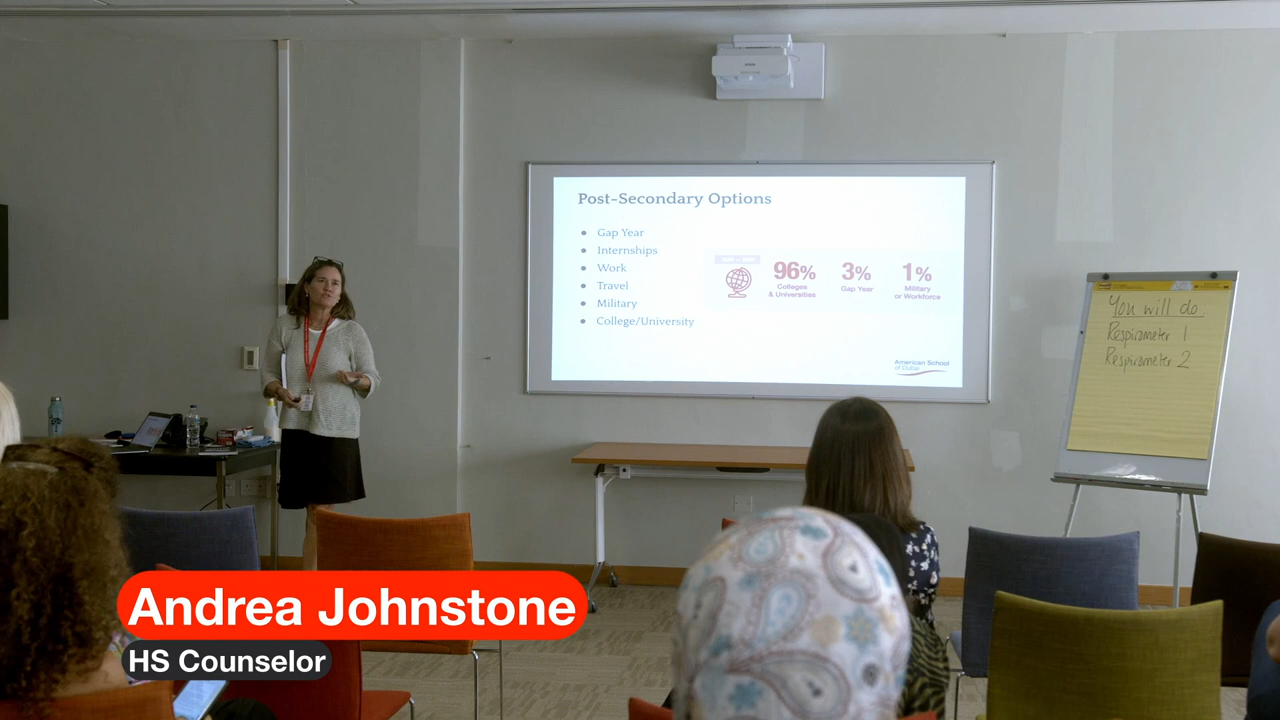 EPSON
Post-Secondary Options
Gap Year
Internships
Work
Travel
Military
College/University
96%
Colleges
& Universities
3%
Gap Year
1%
Military
or Workforce
American School
of Dubai
You will do
Respirometer 1
Respirometer 2
Andrea Johnstone
HS Counselor